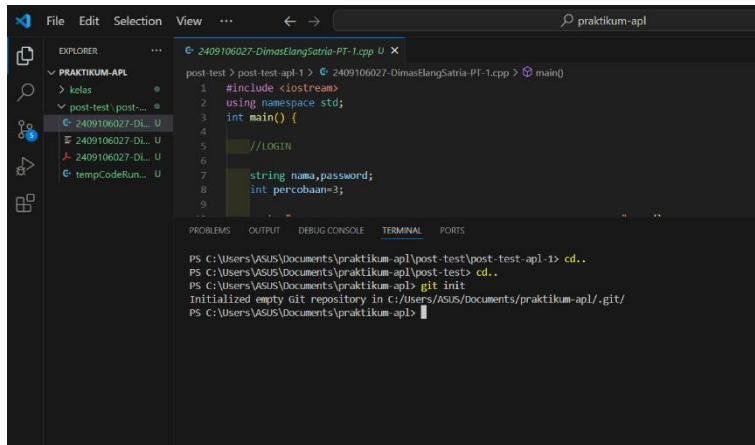 File Edit Selection View ... praktikum-apl
EXPLORER ...
PRAKTIKUM-APL
kelas
post-test\post-...
2409106027-Di... U
2409106027-Di... U
2409106027-Di... U
tempCodeRun... U
5
2409106027-DimasElangSatria-PT-1.cpp U
post-test > post-test-apl-1 > 2409106027-DimasElangSatria-PT-1.cpp > main()
1 #include <iostream>
2 using namespace std;
3 int main() {
4
5 //LOGIN
6
7 string nama,password;
8 int percobaan=3;
9
PROBLEMS OUTPUT DEBUG CONSOLE TERMINAL PORTS
PS C:\Users\ASUS\Documents\praktikum-apl\post-test\post-test-apl-1> cd..
PS C:\Users\ASUS\Documents\praktikum-apl\post-test> cd..
PS C:\Users\ASUS\Documents\praktikum-apl> git init
Initialized empty Git repository in C:/Users/ASUS/Documents/praktikum-apl/.git/
PS C:\Users\ASUS\Documents\praktikum-apl>